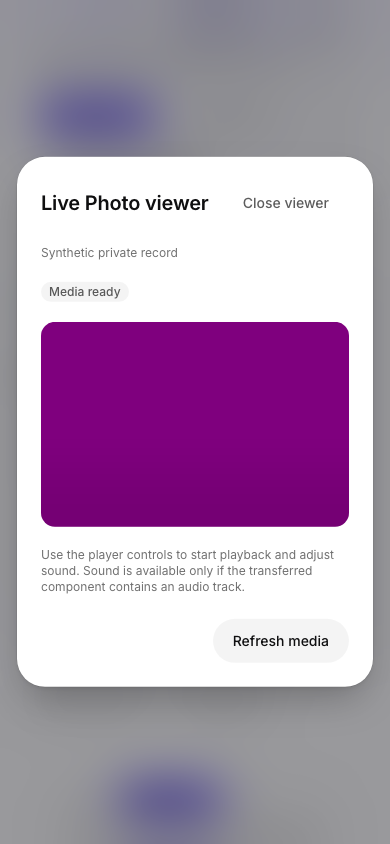 Live Photo viewer
Close viewer
Synthetic private record
Media ready
Use the player controls to start playback and adjust
sound. Sound is available only if the transferred
component contains an audio track.
Refresh media